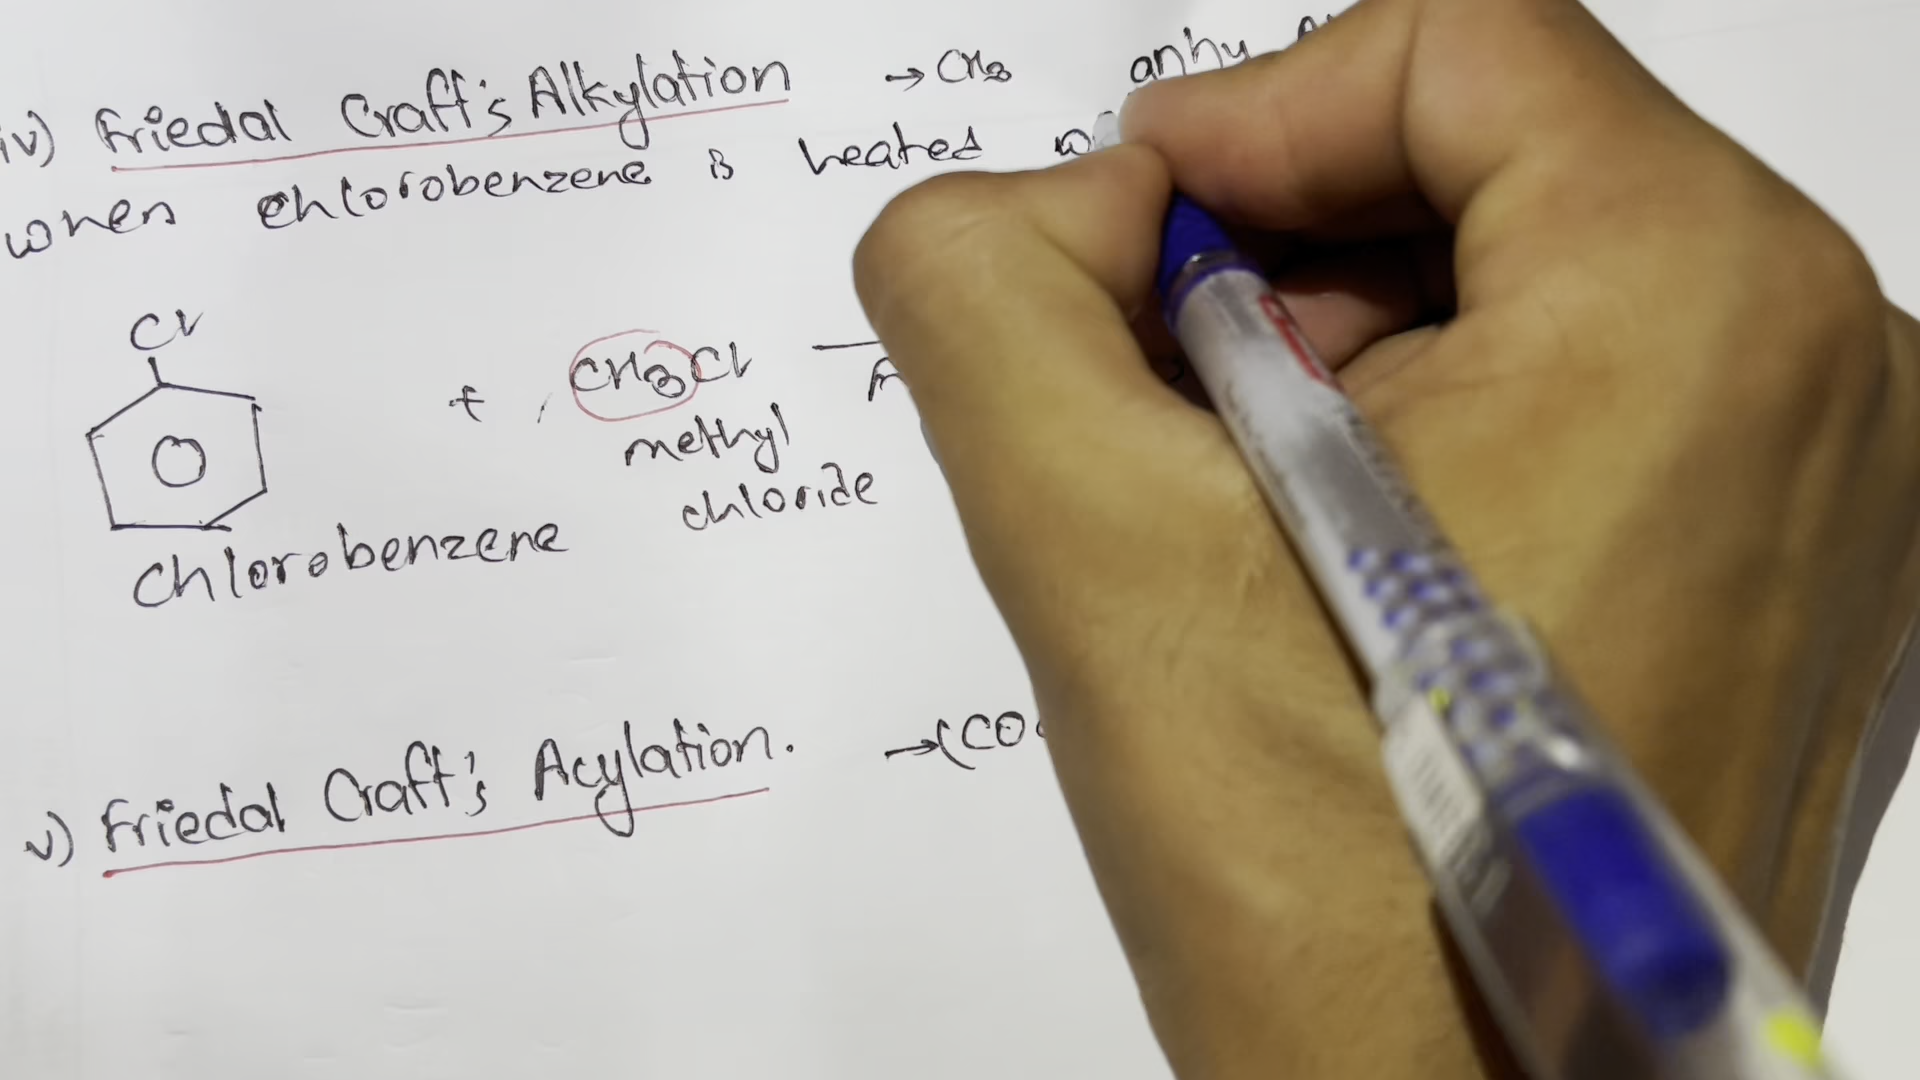 iv) Friedal Craft's Alkylation → CH3 anhy
when chlorobenzene is heated
Cl
+ CH3Cl
methyl
chloride
chlorobenzene
v) Friedal Craft's Acylation. → (CO